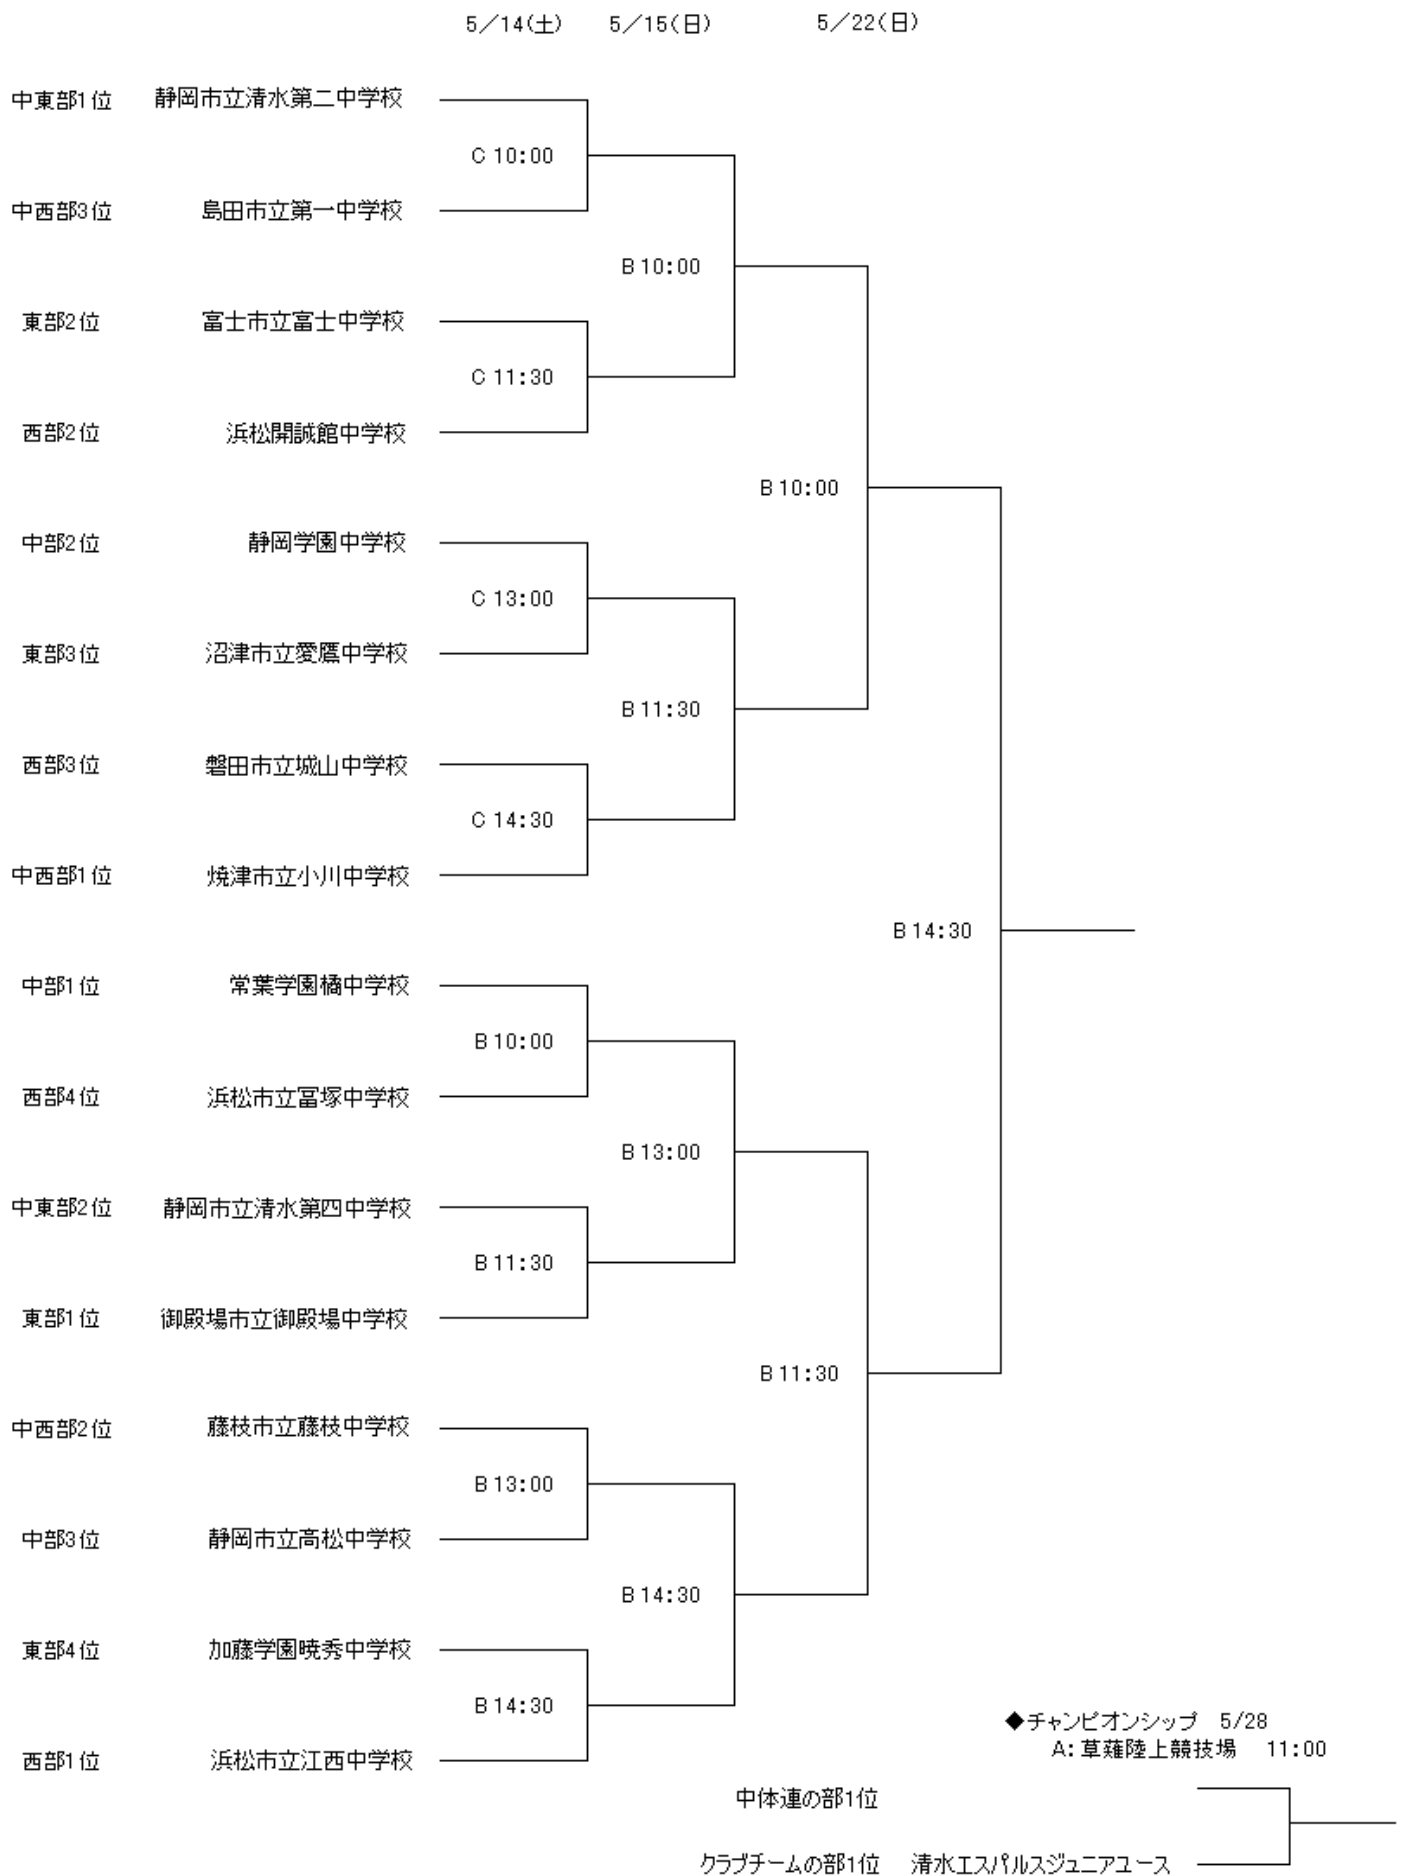 5／14(土)　5／15(日)　5／22(日)
中東部1位　静岡市立清水第二中学校
C 10：00
中西部3位　島田市立第一中学校
B 10：00
東部2位　富士市立富士中学校
C 11：30
西部2位　浜松開誠館中学校
B 10：00
中部2位　静岡学園中学校
C 13：00
東部3位　沼津市立愛鷹中学校
B 11：30
西部3位　磐田市立城山中学校
C 14：30
中西部1位　焼津市立小川中学校
B 14：30
中部1位　常葉学園橘中学校
B 10：00
西部4位　浜松市立冨塚中学校
B 13：00
中東部2位　静岡市立清水第四中学校
B 11：30
東部1位　御殿場市立御殿場中学校
B 11：30
中西部2位　藤枝市立藤枝中学校
B 13：00
中部3位　静岡市立高松中学校
B 14：30
東部4位　加藤学園暁秀中学校
B 14：30
西部1位　浜松市立江西中学校
◆チャンピオンシップ　5/28
A：草薙陸上競技場　11：00
中体連の部1位
クラブチームの部1位　清水エスパルスジュニアユース